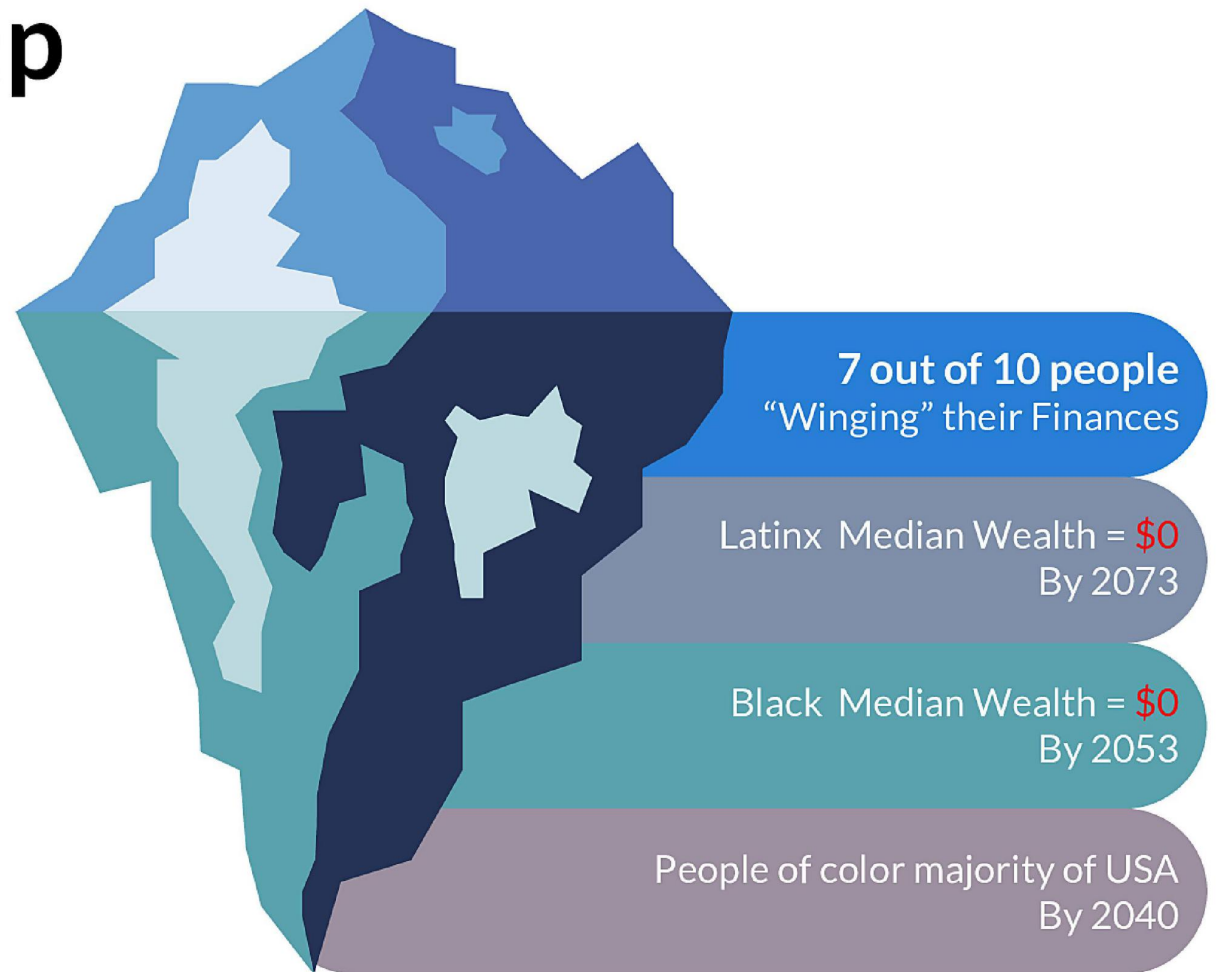 p
7 out of 10 people
“Winging” their Finances
Latinx Median Wealth = $0
By 2073
Black Median Wealth = $0
By 2053
People of color majority of USA
By 2040